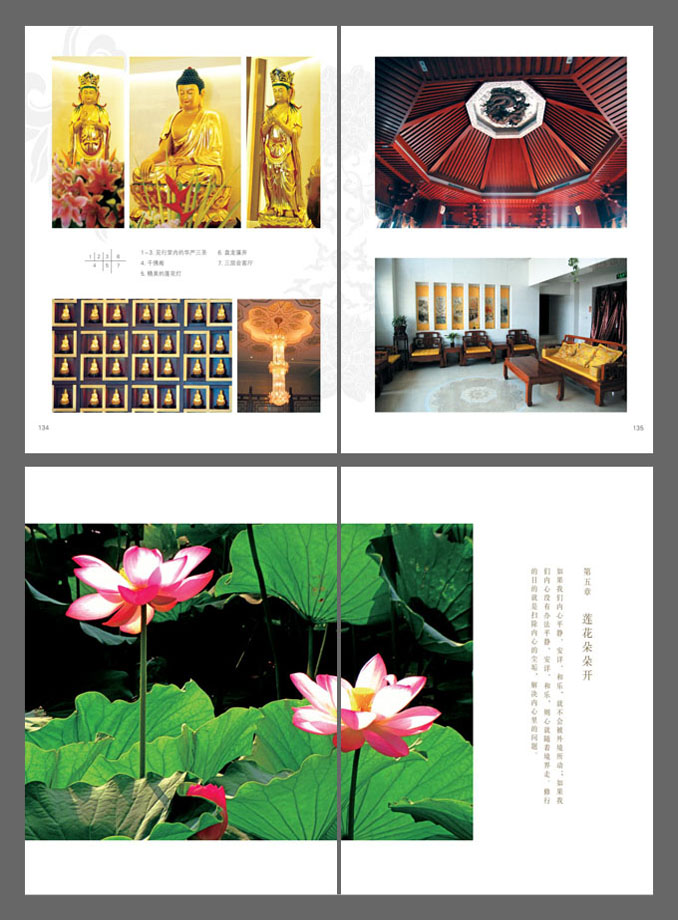 1 2 3 6
4 5 7
1~3. 五行堂内的华严三圣
4. 千佛阁
5. 精美的莲花灯
6. 盘龙藻井
7. 三层会客厅
134
135
第五章 莲花朵朵开
如果我们内心平静、安详、和乐，就不会被外境所动；如果我
们内心没有办法平静、安详、和乐，则心就随着境界走。修行
的目的就是扫除内心的尘垢，解决内心里的问题。